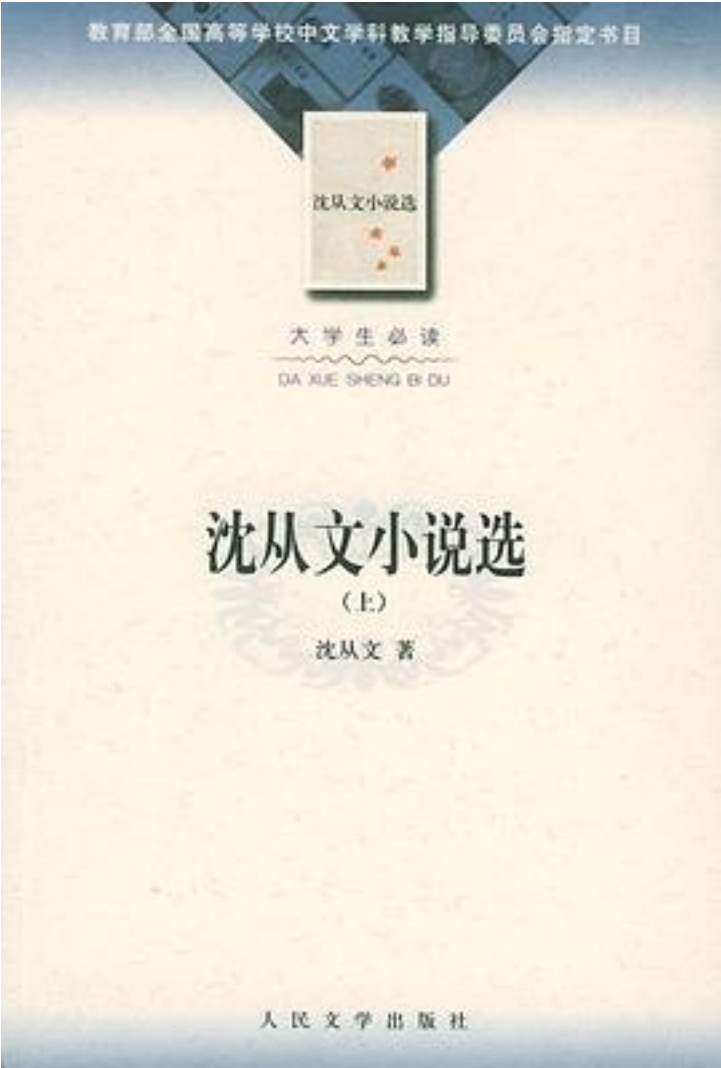 教育部全国高等学校中文学科教学指导委员会指定书目
沈从文小说选
大学生必读
DA XUE SHENG BI DU
沈从文小说选
（上）
沈从文 著
人民文学出版社